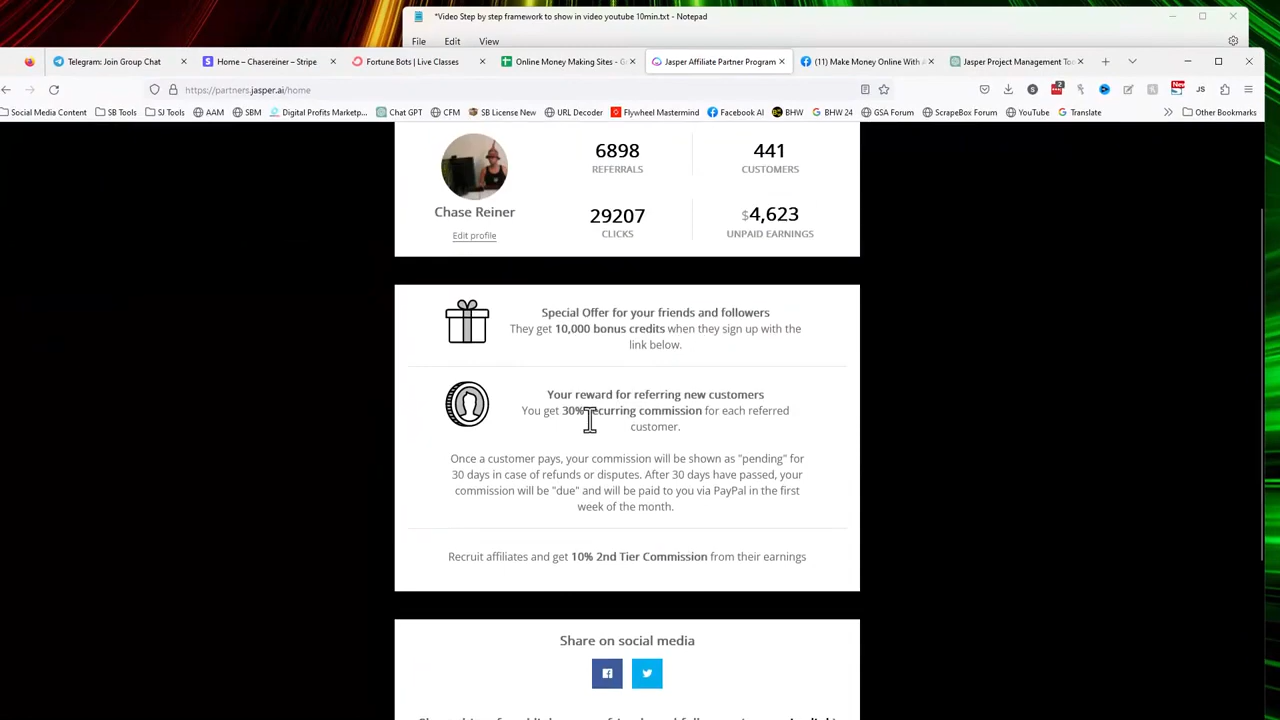 *Video Step by step framework to show in video youtube 10min.txt - Notepad
File Edit View
Telegram: Join Group Chat
Home – Chasereiner – Stripe
Fortune Bots | Live Classes
Online Money Making Sites - G
Jasper Affiliate Partner Program
(11) Make Money Online With A
Jasper Project Management Too
https://partners.jasper.ai/home
2
New
JS
Social Media Content SB Tools SJ Tools AAM SBM Digital Profits Marketp... Chat GPT CFM SB License New URL Decoder Flywheel Mastermind Facebook AI BHW BHW 24 GSA Forum ScrapeBox Forum YouTube Translate Other Bookmarks
6898
REFERRALS
441
CUSTOMERS
Chase Reiner
Edit profile
29207
CLICKS
$4,623
UNPAID EARNINGS
Special Offer for your friends and followers
They get 10,000 bonus credits when they sign up with the
link below.
Your reward for referring new customers
You get 30% recurring commission for each referred
customer.
Once a customer pays, your commission will be shown as "pending" for
30 days in case of refunds or disputes. After 30 days have passed, your
commission will be "due" and will be paid to you via PayPal in the first
week of the month.
Recruit affiliates and get 10% 2nd Tier Commission from their earnings
Share on social media